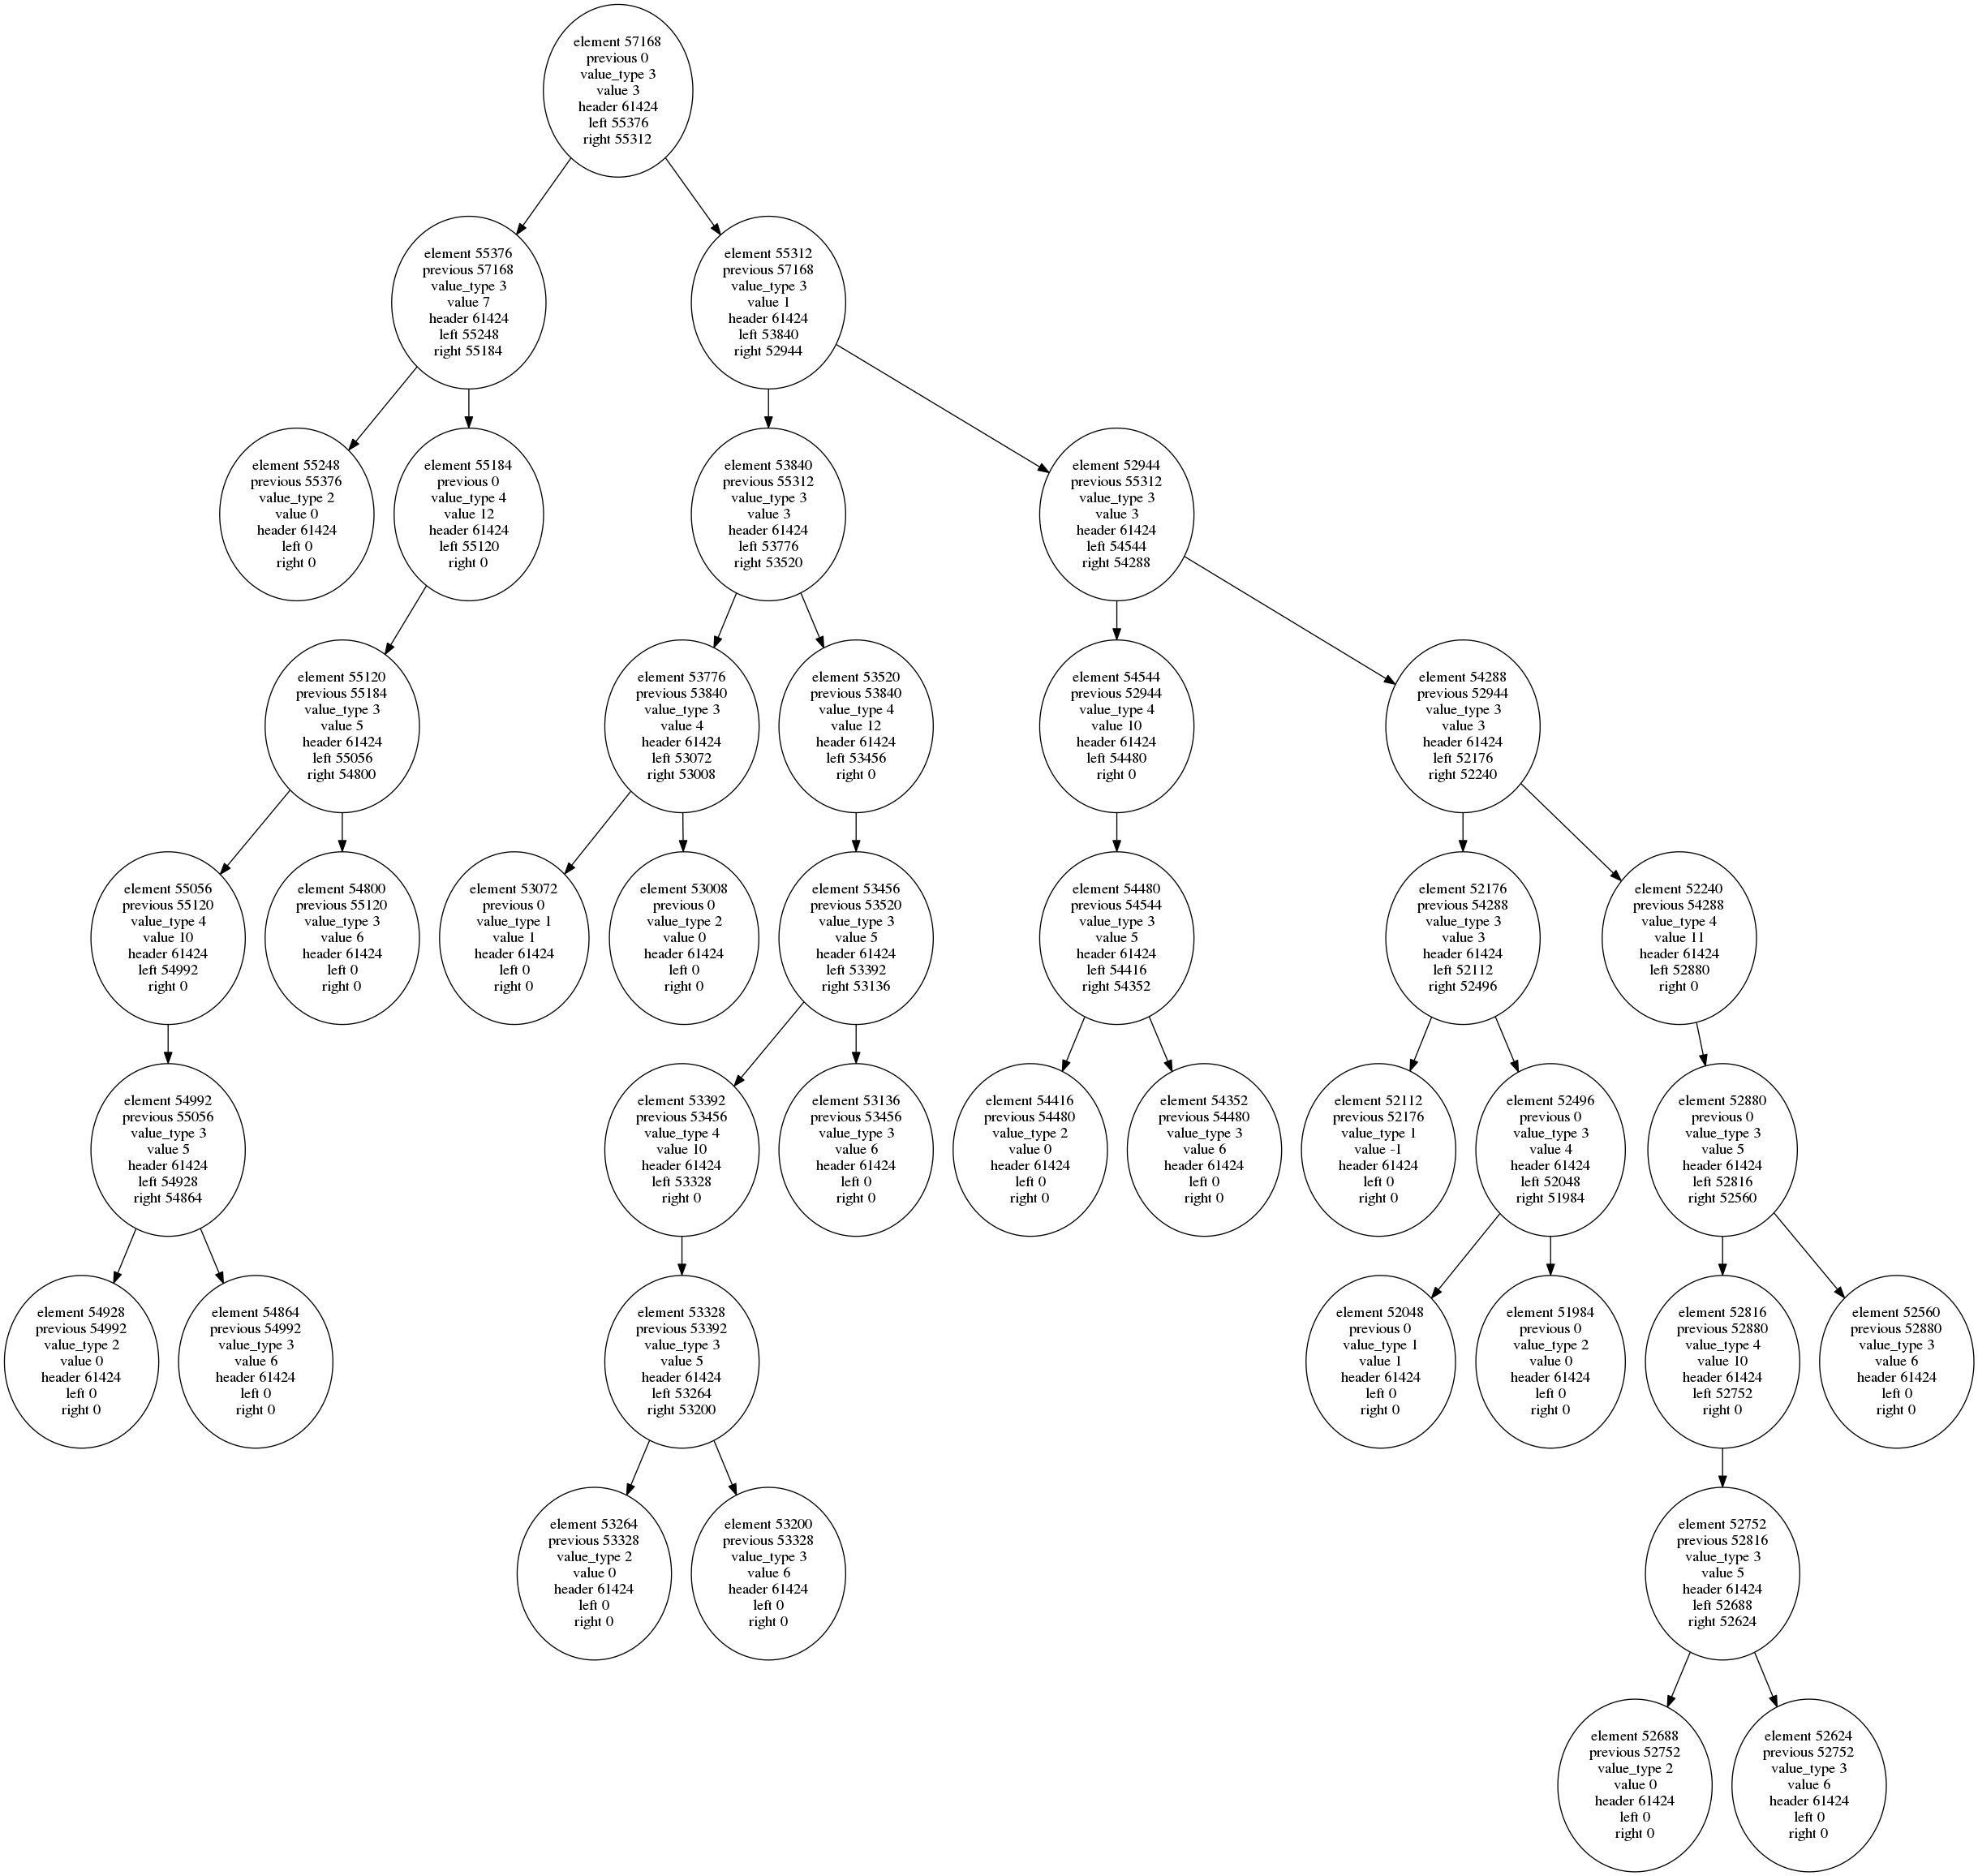 element 57168
previous 0
value_type 3
value 3
header 61424
left 55376
right 55312
element 55376
previous 57168
value_type 3
value 7
header 61424
left 55248
right 55184
element 55312
previous 57168
value_type 3
value 1
header 61424
left 53840
right 52944
element 55248
previous 55376
value_type 2
value 0
header 61424
left 0
right 0
element 55184
previous 0
value_type 4
value 12
header 61424
left 55120
right 0
element 53840
previous 55312
value_type 3
value 3
header 61424
left 53776
right 53520
element 52944
previous 55312
value_type 3
value 3
header 61424
left 54544
right 54288
element 55120
previous 55184
value_type 3
value 5
header 61424
left 55056
right 54800
element 53776
previous 53840
value_type 3
value 4
header 61424
left 53072
right 53008
element 53520
previous 53840
value_type 4
value 12
header 61424
left 53456
right 0
element 54544
previous 52944
value_type 4
value 10
header 61424
left 54480
right 0
element 54288
previous 52944
value_type 3
value 3
header 61424
left 52176
right 52240
element 55056
previous 55120
value_type 4
value 10
header 61424
left 54992
right 0
element 54800
previous 55120
value_type 3
value 6
header 61424
left 0
right 0
element 53072
previous 0
value_type 1
value 1
header 61424
left 0
right 0
element 53008
previous 0
value_type 2
value 0
header 61424
left 0
right 0
element 53456
previous 53520
value_type 3
value 5
header 61424
left 53392
right 53136
element 54480
previous 54544
value_type 3
value 5
header 61424
left 54416
right 54352
element 52176
previous 54288
value_type 3
value 3
header 61424
left 52112
right 52496
element 52240
previous 54288
value_type 4
value 11
header 61424
left 52880
right 0
element 54992
previous 55056
value_type 3
value 5
header 61424
left 54928
right 54864
element 53392
previous 53456
value_type 4
value 10
header 61424
left 53328
right 0
element 53136
previous 53456
value_type 3
value 6
header 61424
left 0
right 0
element 54416
previous 54480
value_type 2
value 0
header 61424
left 0
right 0
element 54352
previous 54480
value_type 3
value 6
header 61424
left 0
right 0
element 52112
previous 52176
value_type 1
value -1
header 61424
left 0
right 0
element 52496
previous 0
value_type 3
value 4
header 61424
left 52048
right 51984
element 52880
previous 0
value_type 3
value 5
header 61424
left 52816
right 52560
element 54928
previous 54992
value_type 2
value 0
header 61424
left 0
right 0
element 54864
previous 54992
value_type 3
value 6
header 61424
left 0
right 0
element 53328
previous 53392
value_type 3
value 5
header 61424
left 53264
right 53200
element 52048
previous 0
value_type 1
value 1
header 61424
left 0
right 0
element 51984
previous 0
value_type 2
value 0
header 61424
left 0
right 0
element 52816
previous 52880
value_type 4
value 10
header 61424
left 52752
right 0
element 52560
previous 52880
value_type 3
value 6
header 61424
left 0
right 0
element 53264
previous 53328
value_type 2
value 0
header 61424
left 0
right 0
element 53200
previous 53328
value_type 3
value 6
header 61424
left 0
right 0
element 52752
previous 52816
value_type 3
value 5
header 61424
left 52688
right 52624
element 52688
previous 52752
value_type 2
value 0
header 61424
left 0
right 0
element 52624
previous 52752
value_type 3
value 6
header 61424
left 0
right 0